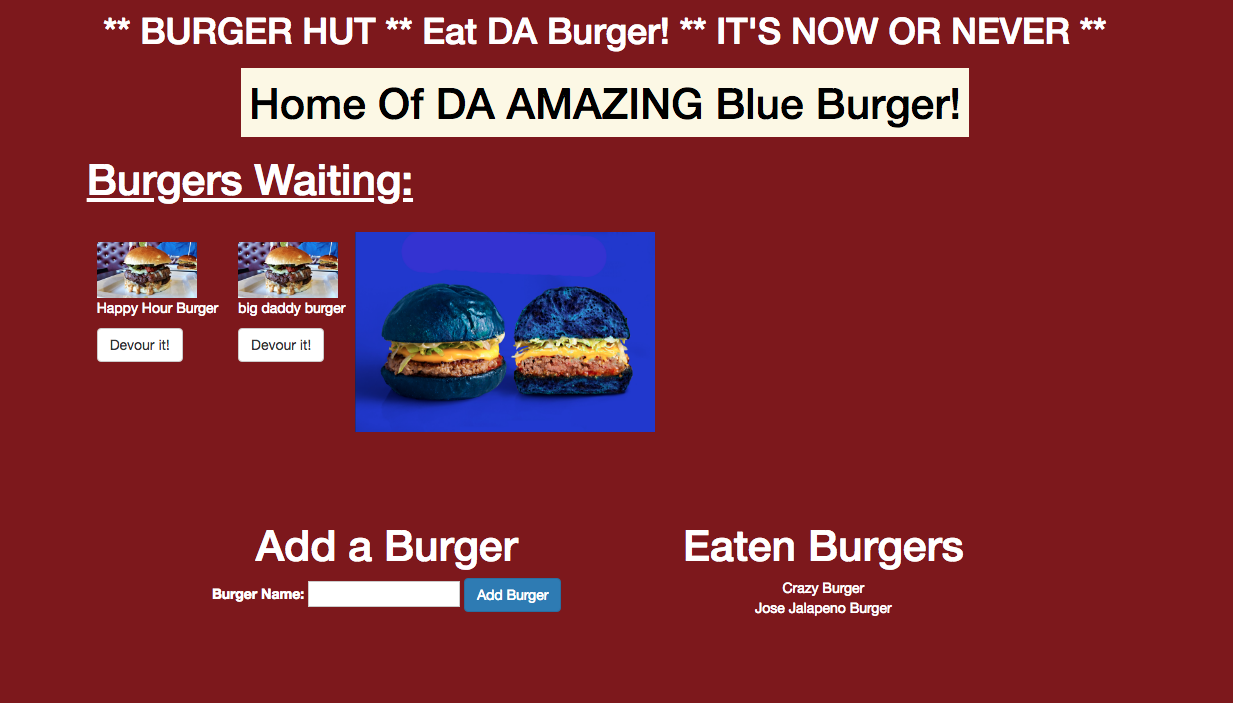 ** BURGER HUT ** Eat DA Burger! ** IT'S NOW OR NEVER **
Home Of DA AMAZING Blue Burger!
Burgers Waiting:
Happy Hour Burger
Devour it!
big daddy burger
Devour it!
Add a Burger
Burger Name:
Add Burger
Eaten Burgers
Crazy Burger
Jose Jalapeno Burger